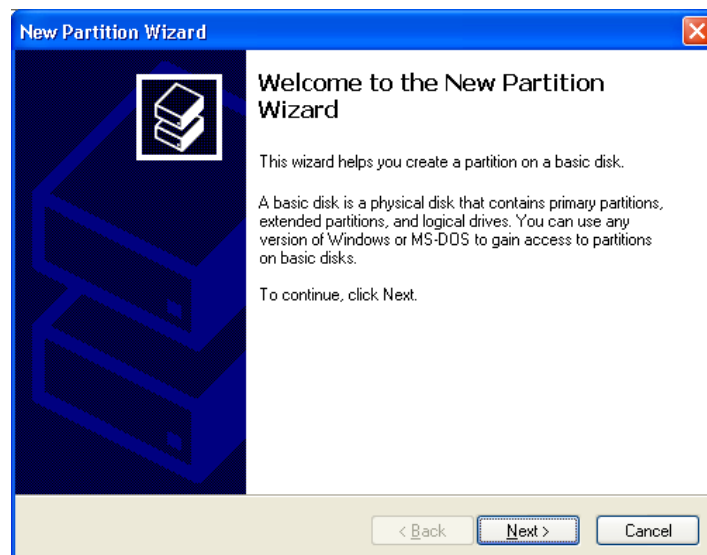 New Partition Wizard
Welcome to the New Partition
Wizard
This wizard helps you create a partition on a basic disk.
A basic disk is a physical disk that contains primary partitions,
extended partitions, and logical drives. You can use any
version of Windows or MS-DOS to gain access to partitions
on basic disks.
To continue, click Next.
< Back Next > Cancel